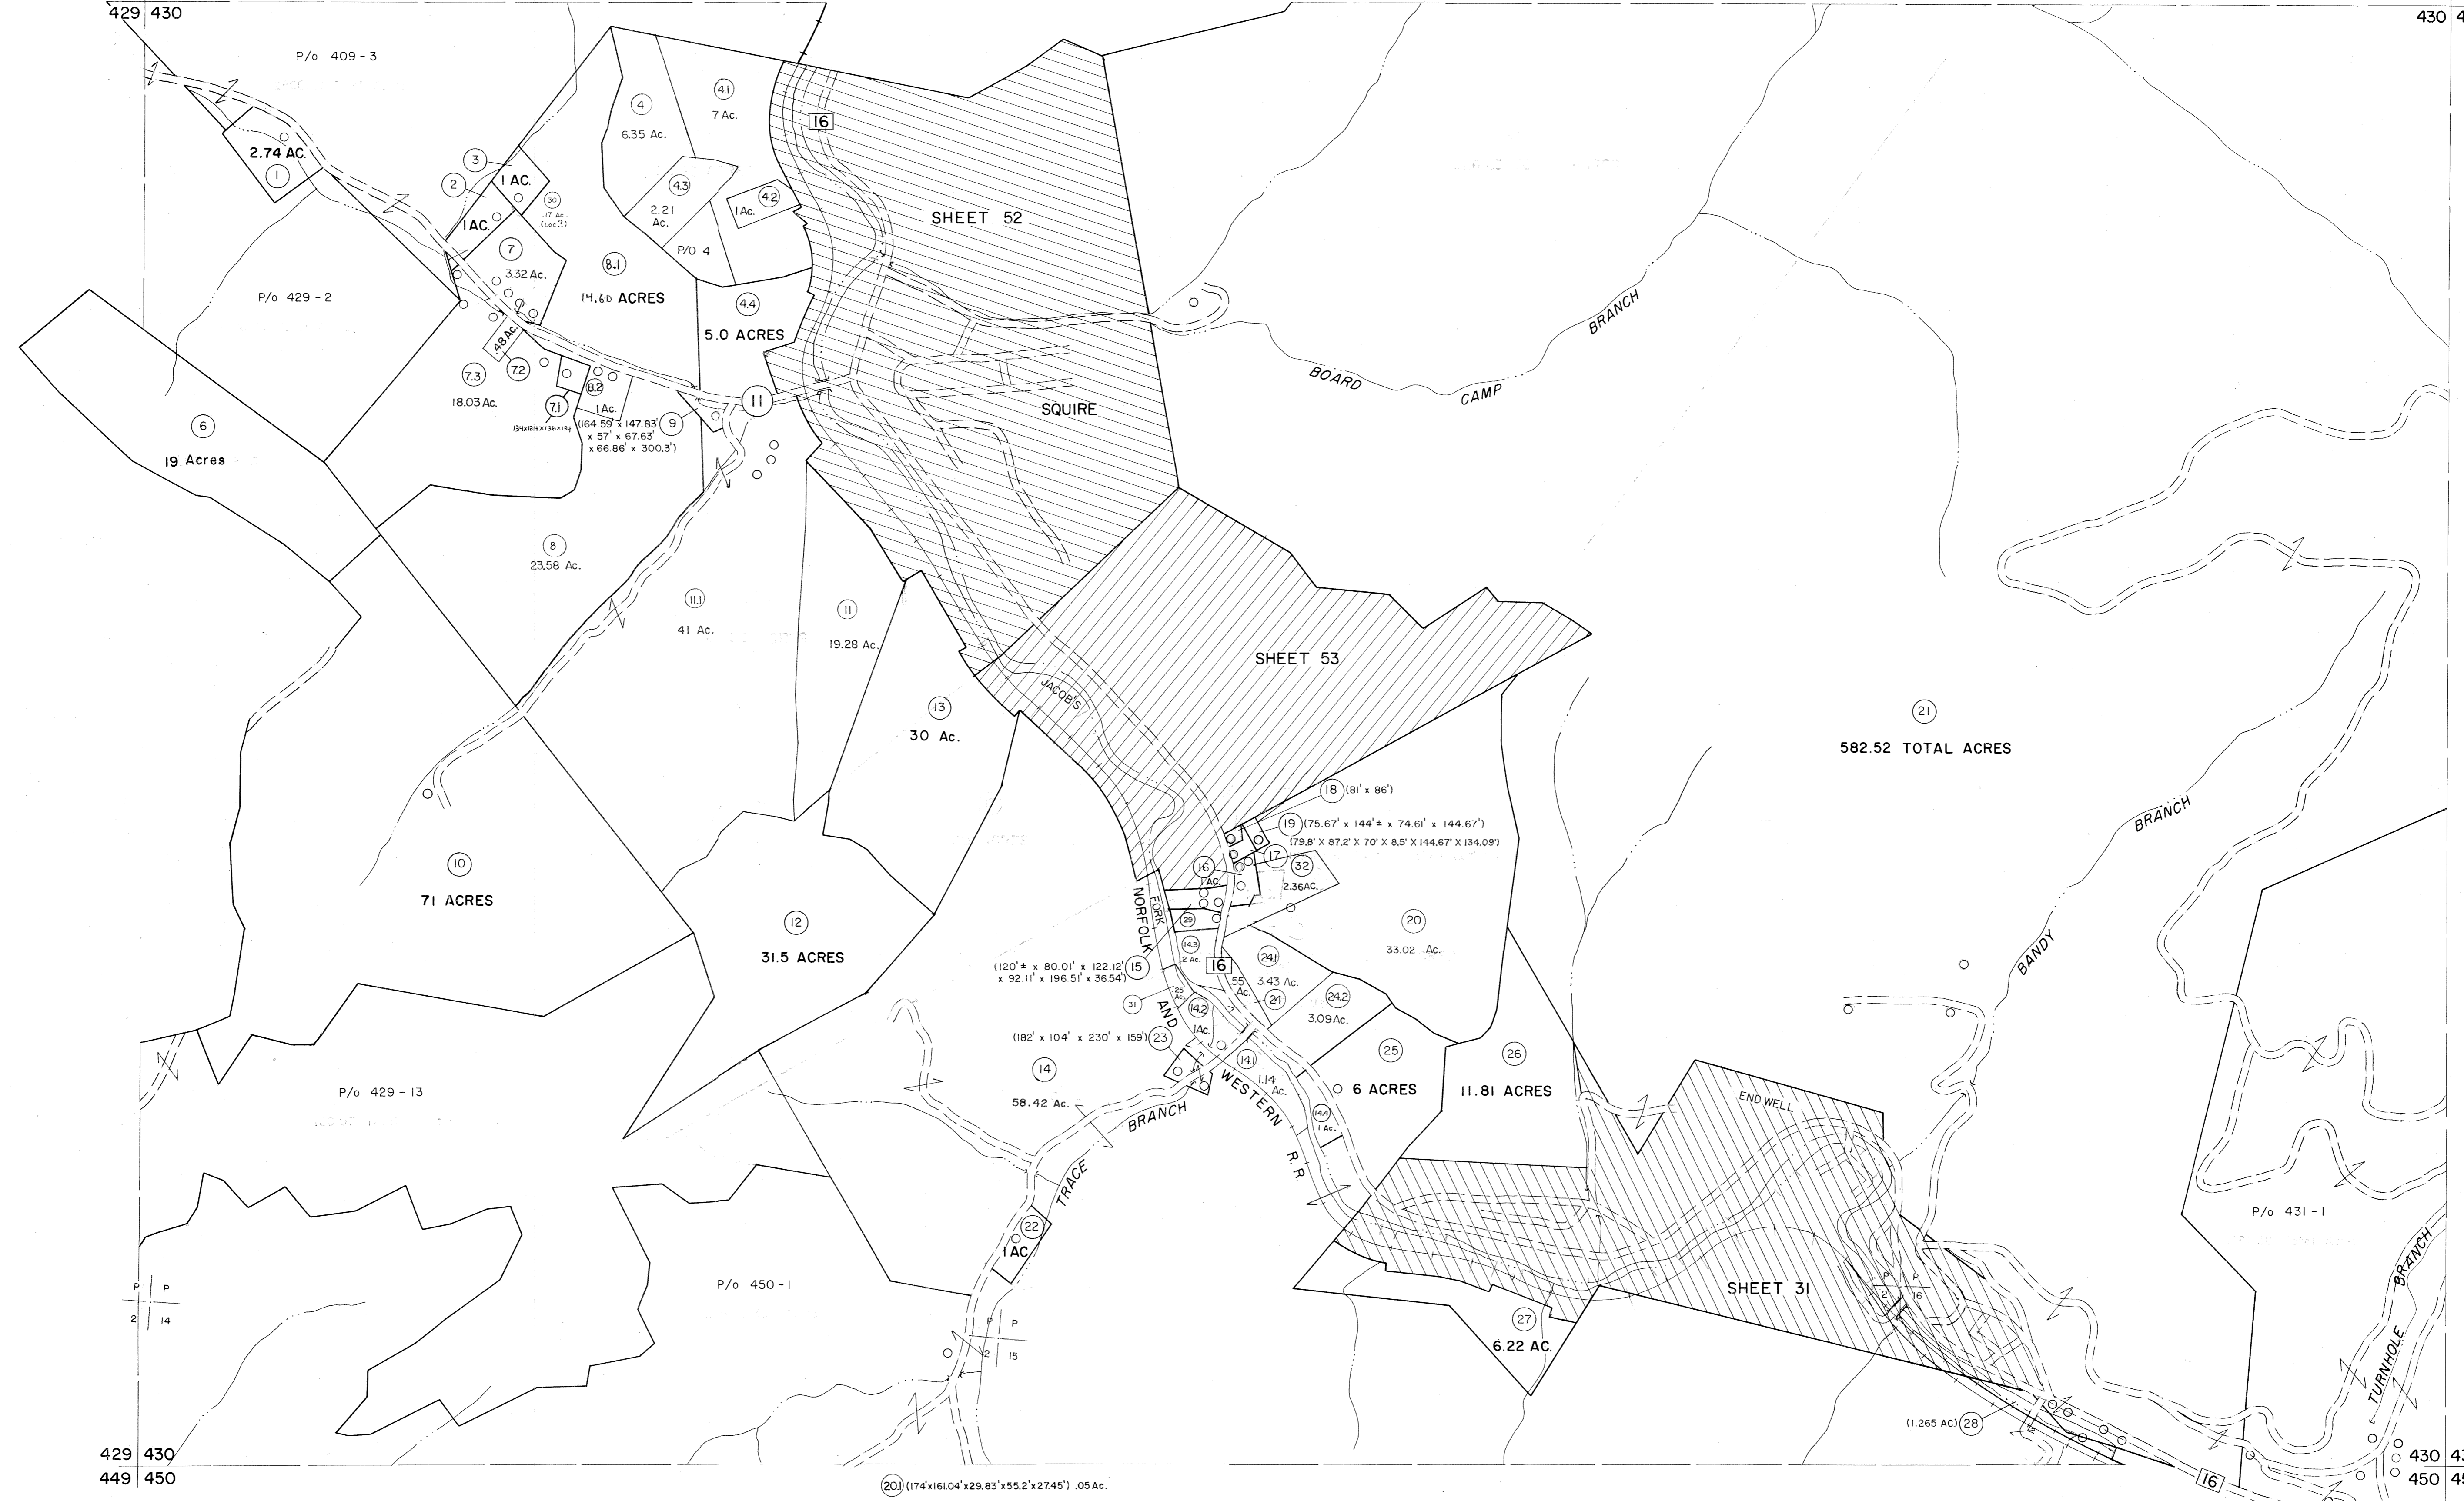 429 430
430 4
P/o 409-3
4.1
7 Ac.
4
6.35 Ac.
16
2.74 AC.
1
3
1 AC.
2
1 AC.
30
.17 Ac.
4.3
2.21
Ac.
4.2
1 Ac.
SHEET 52
7
3.32 Ac.
P/O 4
8.1
14.60 ACRES
P/o 429-2
4.4
5.0 ACRES
.48 Ac.
7.2
7.3
18.03 Ac.
7.1
134x124x136x134
8.2
1 Ac.
(164.59' x 147.83'
x 57' x 67.63'
x 66.86' x 300.3')
9
11
SQUIRE
BOARD
CAMP
BRANCH
6
19 Acres
8
23.58 Ac.
11.1
41 Ac.
11
19.28 Ac.
SHEET 53
JACOB'S
13
30 Ac.
21
582.52 TOTAL ACRES
18
(81' x 86')
19
(75.67' x 144'± x 74.61' x 144.67')
(79.8' X 87.2' X 70' X 8.5' X 144.67' X 134.09')
17
16
1 AC.
32
2.36 AC.
BRANCH
10
71 ACRES
12
31.5 ACRES
NORFOLK
FORK
29
20
33.02 Ac.
14.3
.2 Ac.
16
(120'± x 80.01' x 122.12'
x 92.11' x 196.51' x 36.54')
15
24.1
3.43 Ac.
.55
Ac.
24
24.2
3.09 Ac.
BANDY
31
.25
Ac.
AND
14.2
1 Ac.
(182' x 104' x 230' x 159')
23
14
58.42 Ac.
14.1
1.14
Ac.
25
6 ACRES
26
11.81 ACRES
P/o 429-13
WESTERN
BRANCH
14.4
1 Ac.
END WELL
R. R.
TRACE
22
1 AC.
P/o 431-1
P/o 450-1
BRANCH
SHEET 31
P P
2 14
P P
2 16
27
6.22 AC.
P P
2 15
TURNHOLE
(1.265 AC)
28
429 430
449 450
430 43
450 45
16
20.1
(174'x161.04'x29.83'x55.2'x27.45') .05 Ac.